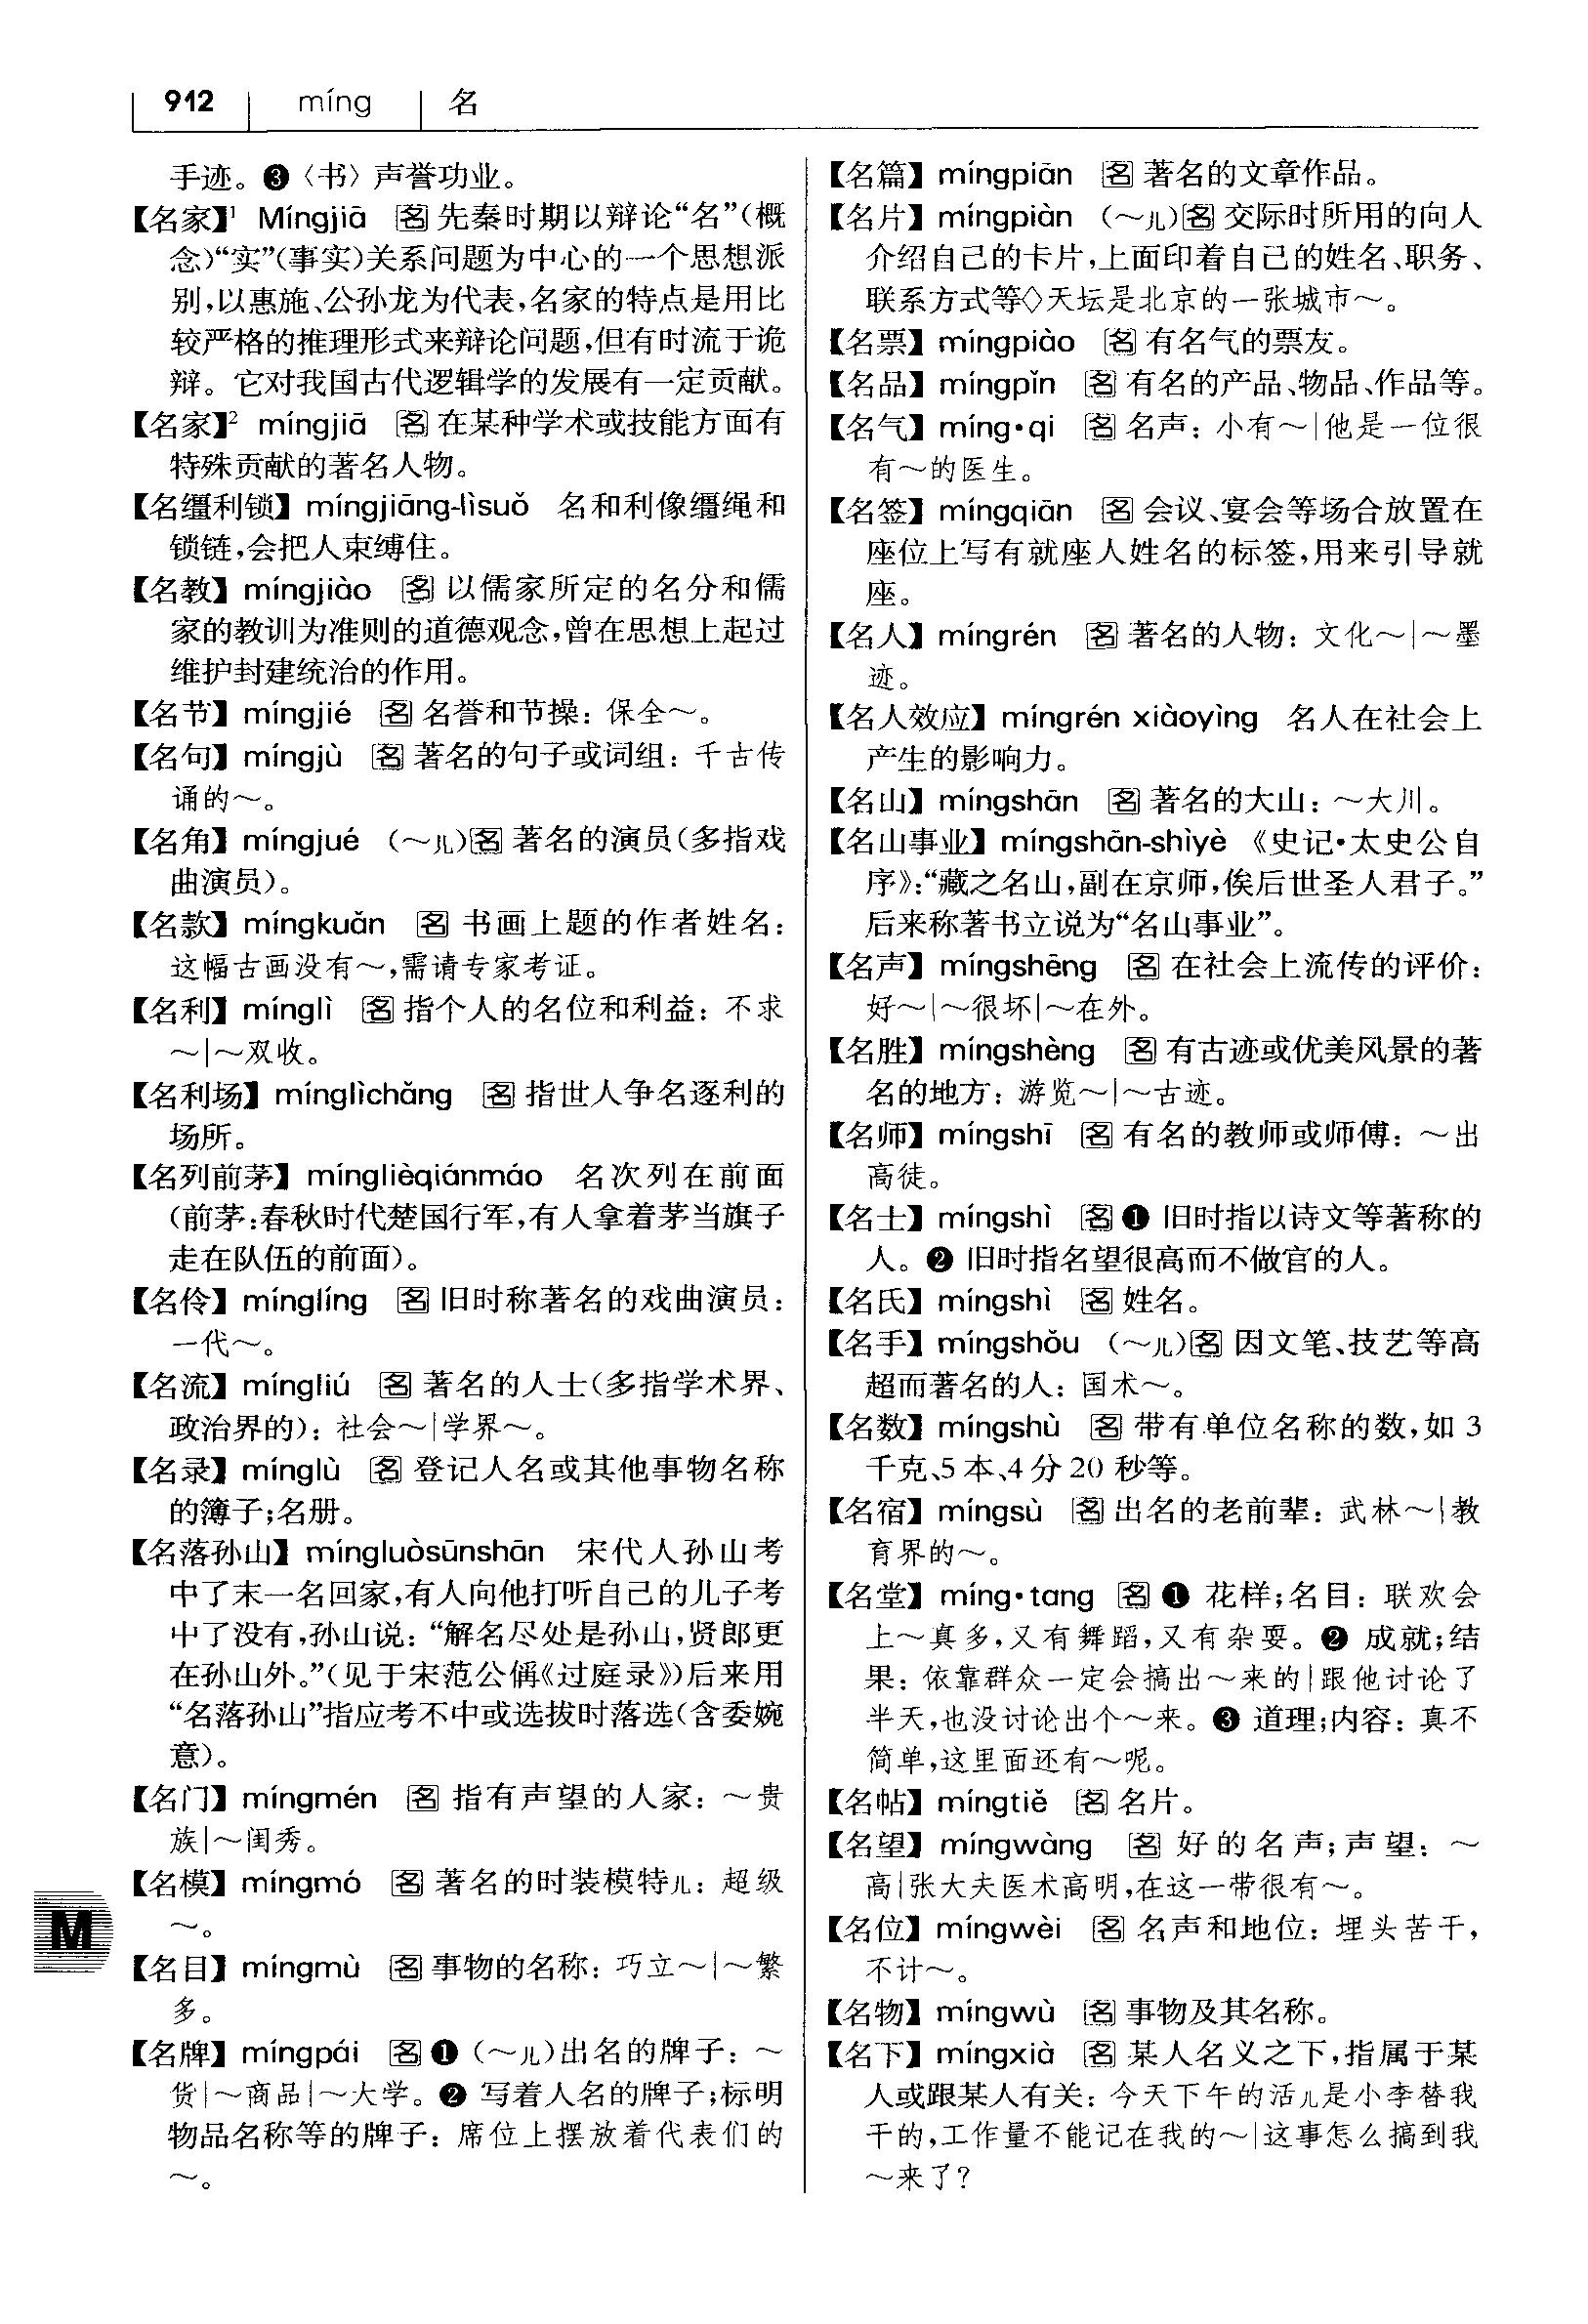 912 míng 名
手迹。❸〈书〉声誉功业。
【名家】¹ Míngjiā 名 先秦时期以辩论“名”(概
念)“实”(事实)关系问题为中心的一个思想派
别,以惠施、公孙龙为代表,名家的特点是用比
较严格的推理形式来辩论问题,但有时流于诡
辩。它对我国古代逻辑学的发展有一定贡献。
【名家】² míngjiā 名 在某种学术或技能方面有
特殊贡献的著名人物。
【名缰利锁】 míngjiāng-lìsuǒ 名和利像缰绳和
锁链,会把人束缚住。
【名教】 míngjiào 名 以儒家所定的名分和儒
家的教训为准则的道德观念,曾在思想上起过
维护封建统治的作用。
【名节】 míngjié 名 名誉和节操:保全~。
【名句】 míngjù 名 著名的句子或词组:千古传
诵的~。
【名角】 míngjué (~儿)名 著名的演员(多指戏
曲演员)。
【名款】 míngkuǎn 名 书画上题的作者姓名:
这幅古画没有~,需请专家考证。
【名利】 mínglì 名 指个人的名位和利益:不求
~|~双收。
【名利场】 mínglìchǎng 名 指世人争名逐利的
场所。
【名列前茅】 mínglièqiánmáo 名次列在前面
(前茅:春秋时代楚国行军,有人拿着茅当旗子
走在队伍的前面)。
【名伶】 mínglíng 名 旧时称著名的戏曲演员:
一代~。
【名流】 míngliú 名 著名的人士(多指学术界、
政治界的):社会~|学界~。
【名录】 mínglù 名 登记人名或其他事物名称
的簿子;名册。
【名落孙山】 míngluòsūnshān 宋代人孙山考
中了末一名回家,有人向他打听自己的儿子考
中了没有,孙山说:“解名尽处是孙山,贤郎更
在孙山外。”(见于宋范公偁《过庭录》)后来用
“名落孙山”指应考不中或选拔时落选(含委婉
意)。
【名门】 míngmén 名 指有声望的人家:~贵
族|~闺秀。
【名模】 míngmó 名 著名的时装模特儿:超级
~。
【名目】 míngmù 名 事物的名称:巧立~|~繁
多。
【名牌】 míngpái 名 ❶(~儿)出名的牌子:~
货|~商品|~大学。❷ 写着人名的牌子;标明
物品名称等的牌子:席位上摆放着代表们的
~。
M
【名篇】 míngpiān 名 著名的文章作品。
【名片】 míngpiàn (~儿)名 交际时所用的向人
介绍自己的卡片,上面印着自己的姓名、职务、
联系方式等◇天坛是北京的一张城市~。
【名票】 míngpiào 名 有名气的票友。
【名品】 míngpǐn 名 有名的产品、物品、作品等。
【名气】 míng•qi 名 名声:小有~|他是一位很
有~的医生。
【名签】 míngqiān 名 会议、宴会等场合放置在
座位上写有就座人姓名的标签,用来引导就
座。
【名人】 míngrén 名 著名的人物:文化~|~墨
迹。
【名人效应】 míngrén xiàoyìng 名人在社会上
产生的影响力。
【名山】 míngshān 名 著名的大山:~大川。
【名山事业】 míngshān-shìyè 《史记•太史公自
序》:“藏之名山,副在京师,俟后世圣人君子。”
后来称著书立说为“名山事业”。
【名声】 míngshēng 名 在社会上流传的评价:
好~|~很坏|~在外。
【名胜】 míngshèng 名 有古迹或优美风景的著
名的地方:游览~|~古迹。
【名师】 míngshī 名 有名的教师或师傅:~出
高徒。
【名士】 míngshì 名 ❶ 旧时指以诗文等著称的
人。❷ 旧时指名望很高而不做官的人。
【名氏】 míngshì 名 姓名。
【名手】 míngshǒu (~儿)名 因文笔、技艺等高
超而著名的人:国术~。
【名数】 míngshù 名 带有单位名称的数,如 3
千克、5 本、4 分 20 秒等。
【名宿】 míngsù 名 出名的老前辈:武林~|教
育界的~。
【名堂】 míng•tang 名 ❶ 花样;名目:联欢会
上~真多,又有舞蹈,又有杂耍。❷ 成就;结
果:依靠群众一定会搞出~来的|跟他讨论了
半天,也没讨论出个~来。❸ 道理;内容:真不
简单,这里面还有~呢。
【名帖】 míngtiě 名 名片。
【名望】 míngwàng 名 好的名声;声望:~
高|张大夫医术高明,在这一带很有~。
【名位】 míngwèi 名 名声和地位:埋头苦干,
不计~。
【名物】 míngwù 名 事物及其名称。
【名下】 míngxià 名 某人名义之下,指属于某
人或跟某人有关:今天下午的活儿是小李替我
干的,工作量不能记在我的~|这事怎么搞到我
~来了?